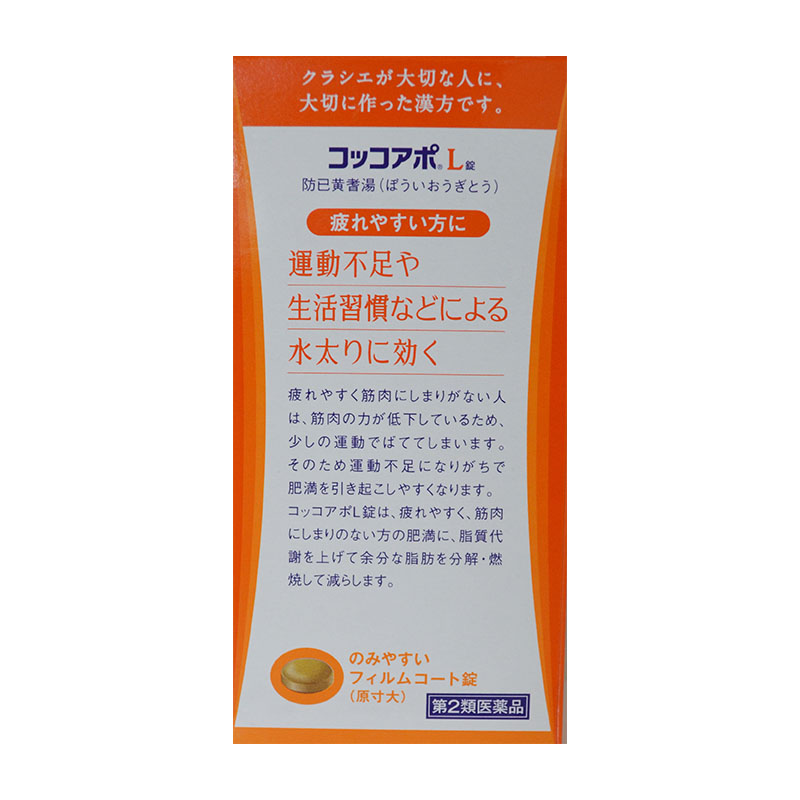 クラシエが大切な人に、
大切に作った漢方です。
コッコアポ® L錠
防已黄耆湯(ぼういおうぎとう)
疲れやすい方に
運動不足や
生活習慣などによる
水太りに効く
疲れやすく筋肉にしまりがない人
は、筋肉の力が低下しているため、
少しの運動でばててしまいます。
そのため運動不足になりがちで
肥満を引き起こしやすくなります。
コッコアポL錠は、疲れやすく、筋肉
にしまりのない方の肥満に、脂質代
謝を上げて余分な脂肪を分解・燃
焼して減らします。
のみやすい
フィルムコート錠
(原寸大)
第2類医薬品